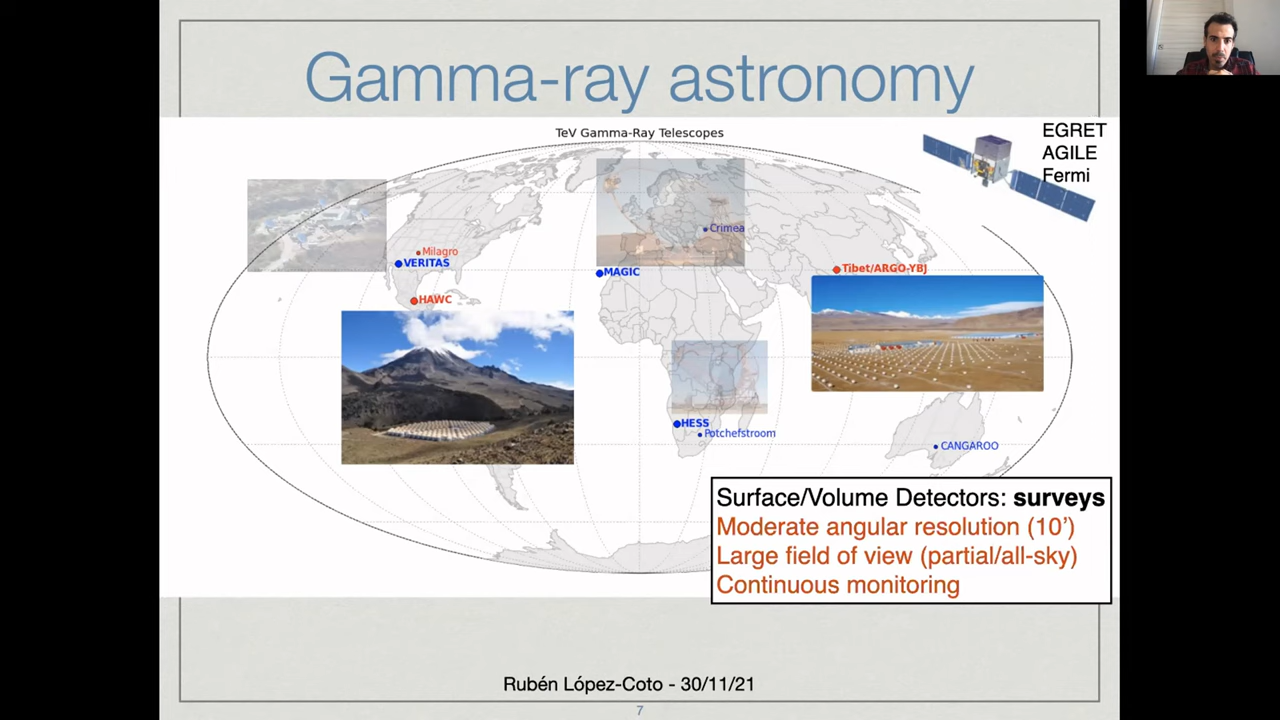 Gamma-ray astronomy
TeV Gamma-Ray Telescopes
EGRET
AGILE
Fermi
Crimea
Milagro
VERITAS
MAGIC
Tibet/ARGO-YBJ
HAWC
HESS
Potchefstroom
CANGAROO
Surface/Volume Detectors: surveys
Moderate angular resolution (10’)
Large field of view (partial/all-sky)
Continuous monitoring
Rubén López-Coto - 30/11/21
7